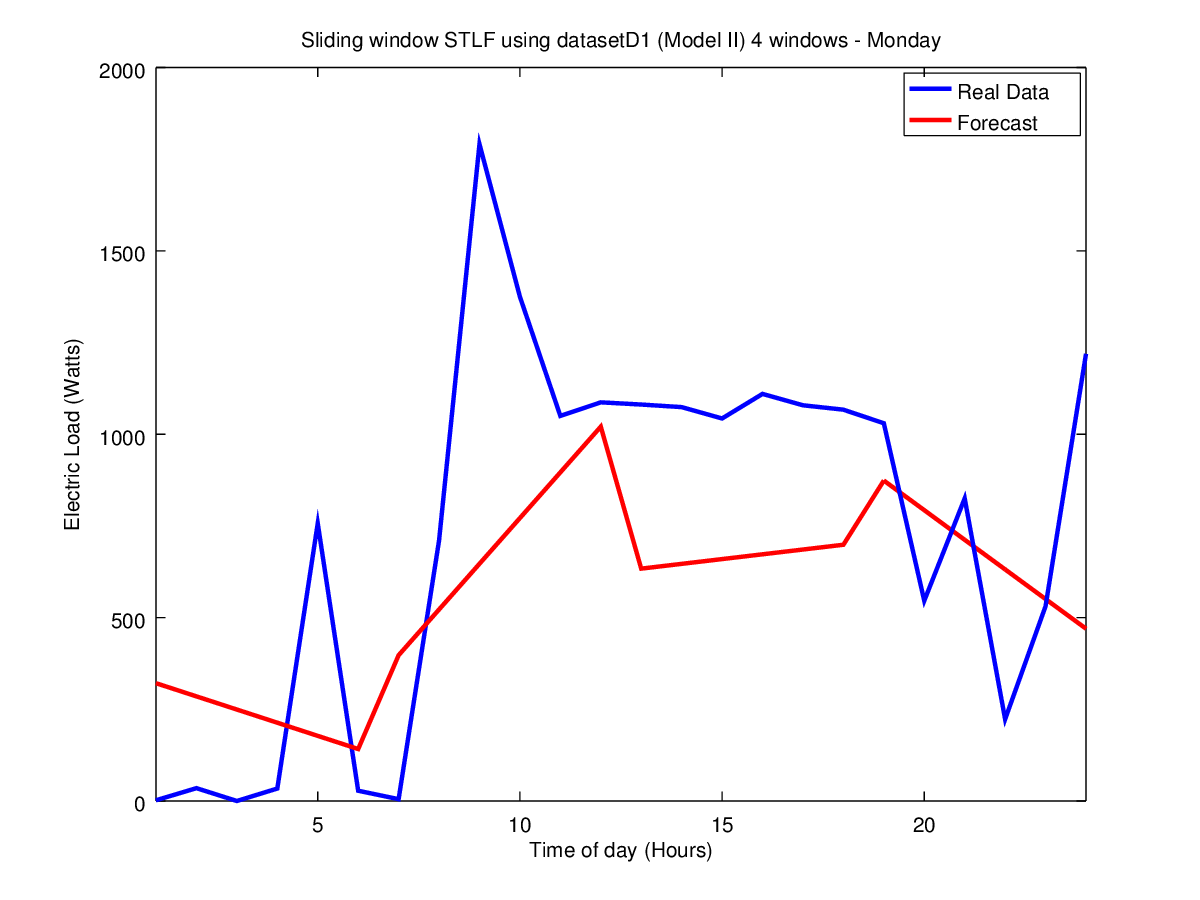 Sliding window STLF using datasetD1 (Model II) 4 windows - Monday
Real Data
Forecast
2000
1500
1000
500
0
Electric Load (Watts)
5 10 15 20
Time of day (Hours)